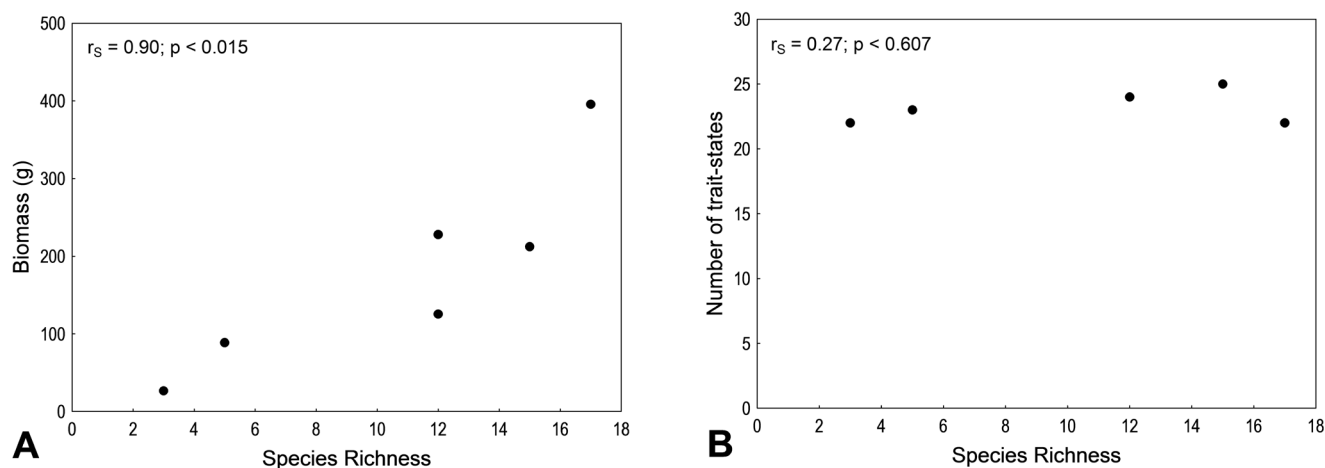 500
400
300
200
100
0
Biomass (g)
r_S = 0.90; p < 0.015
0 2 4 6 8 10 12 14 16 18
Species Richness
A
30
25
20
15
10
5
0
Number of trait-states
r_S = 0.27; p < 0.607
0 2 4 6 8 10 12 14 16 18
Species Richness
B